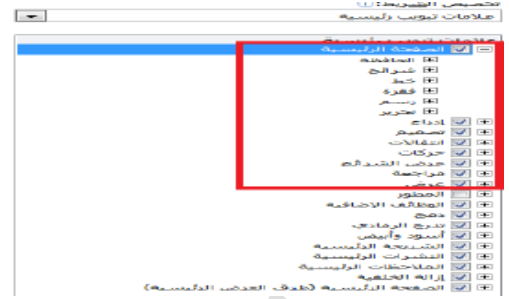 تخصيص الشريط:
علامات تبويب رئيسية
علامات تبويب رئيسية
الصفحة الرئيسية
الحافظة
شرائح
خط
فقرة
رسم
تحرير
إدراج
تصميم
انتقالات
حركات
عرض الشرائح
مراجعة
عرض
المطور
الوظائف الإضافية
دمج
تدرج الرمادي
أسود وأبيض
الشريحة الرئيسية
النشرات الرئيسية
الملاحظات الرئيسية
إزالة الخلفية
الصفحة الرئيسية (طرق العرض الرئيسية)